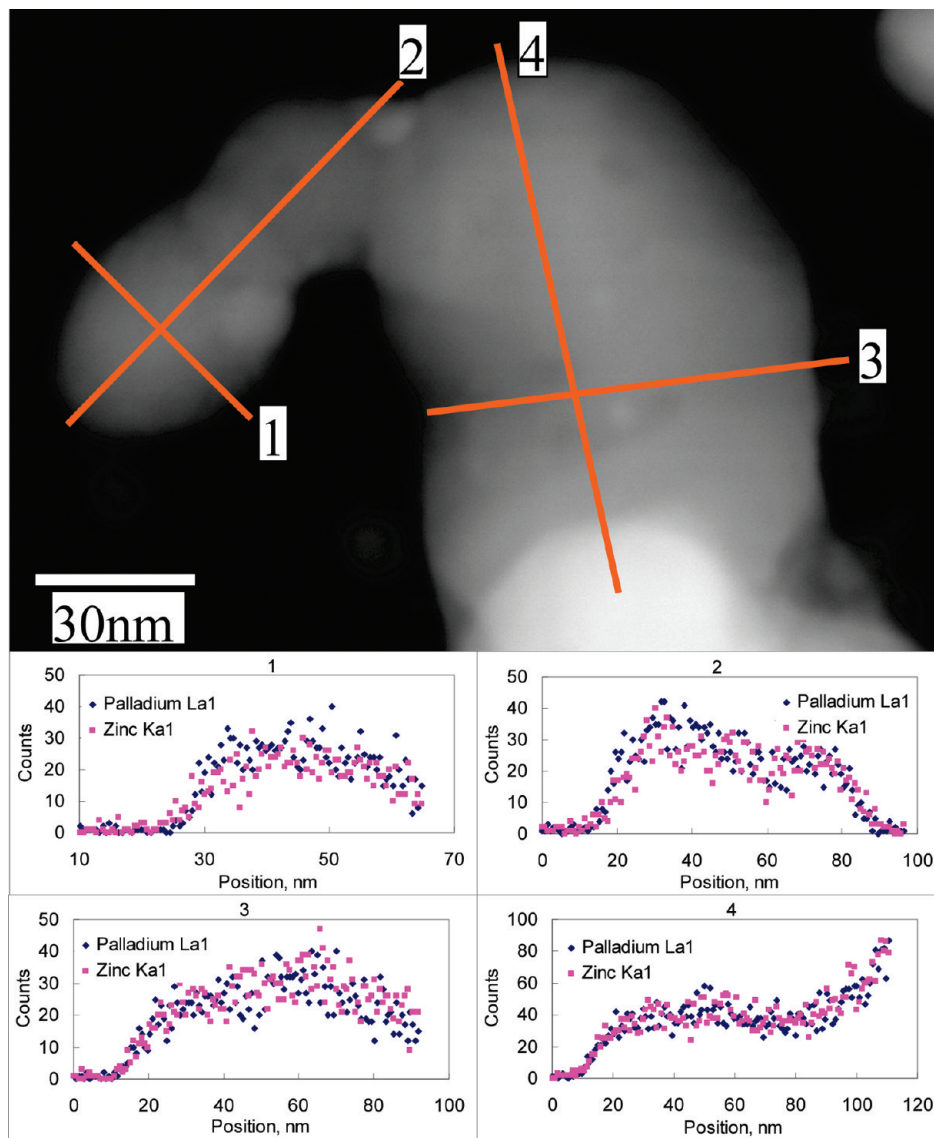 2
4
3
1
30nm
1
50
40
30
20
10
0
Counts
Palladium La1
Zinc Ka1
10 30 50 70
Position, nm
2
50
40
30
20
10
0
Counts
Palladium La1
Zinc Ka1
0 20 40 60 80 100
Position, nm
3
50
40
30
20
10
0
Counts
Palladium La1
Zinc Ka1
0 20 40 60 80 100
Position, nm
4
100
80
60
40
20
0
Counts
Palladium La1
Zinc Ka1
0 20 40 60 80 100 120
Position, nm